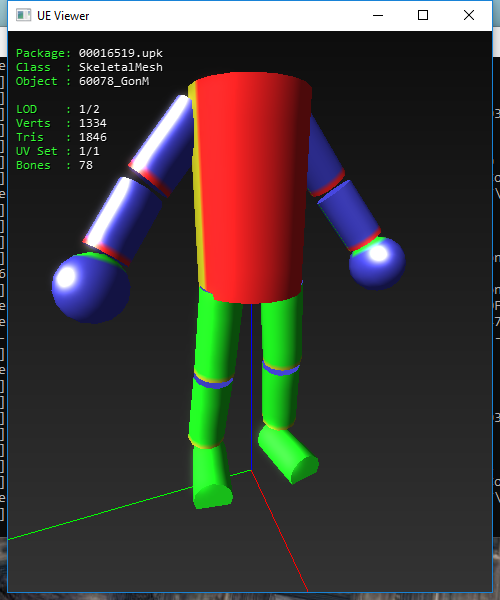 UE Viewer
Package: 00016519.upk
Class : SkeletalMesh
Object : 60078_GonM
LOD : 1/2
Verts : 1334
Tris : 1846
UV Set : 1/1
Bones : 78